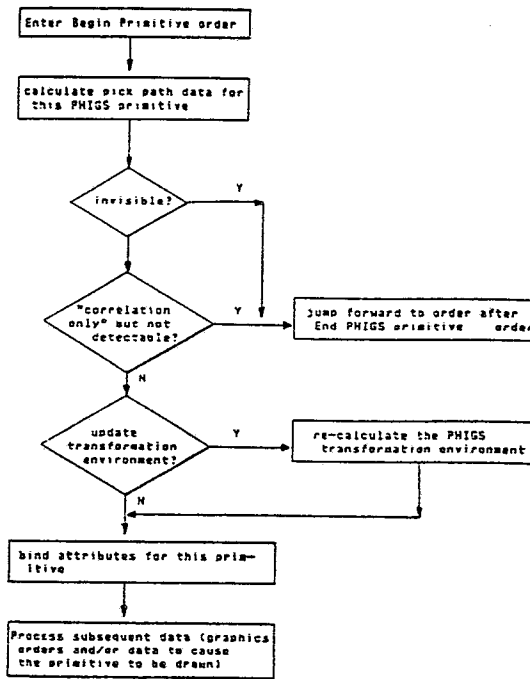 Enter Begin Primitive order
calculate pick path data for
this PHIGS primitive
invisible?
Y
"correlation
only" but not
detectable?
Y
jump forward to order after
End PHIGS primitive order
N
update
transformation
environment?
Y
re-calculate the PHIGS
transformation environment
N
bind attributes for this prim-
itive
Process subsequent data (graphics
orders and/or data to cause
the primitive to be drawn)